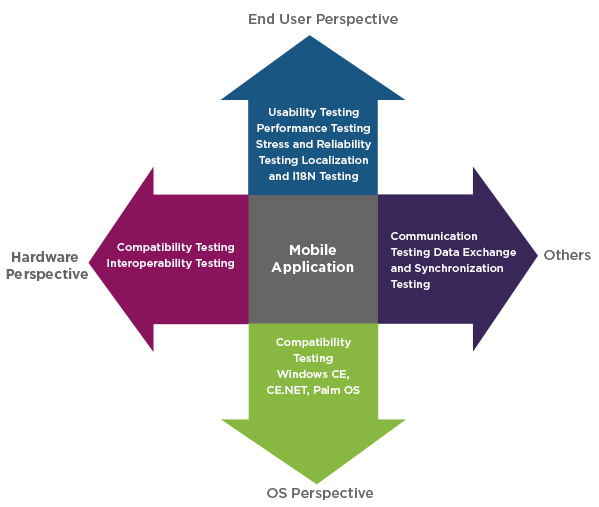 End User Perspective
Usability Testing
Performance Testing
Stress and Reliability
Testing Localization
and I18N Testing
Hardware
Perspective
Compatibility Testing
Interoperability Testing
Mobile
Application
Communication
Testing Data Exchange
and Synchronization
Testing
Others
Compatibility
Testing
Windows CE,
CE.NET, Palm OS
OS Perspective